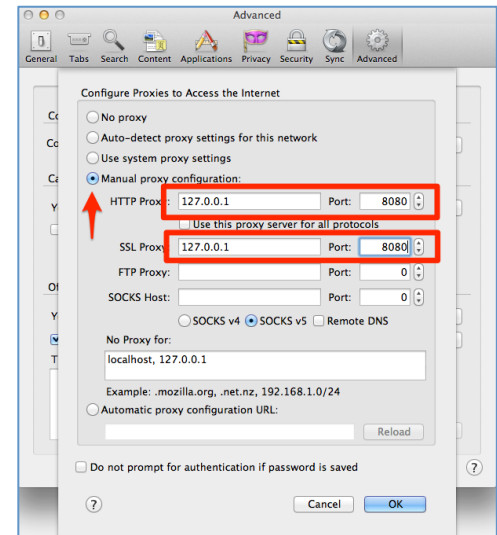 Advanced
General Tabs Search Content Applications Privacy Security Sync Advanced
Configure Proxies to Access the Internet
No proxy
Auto-detect proxy settings for this network
Use system proxy settings
Manual proxy configuration:
HTTP Proxy: 127.0.0.1 Port: 8080
Use this proxy server for all protocols
SSL Proxy: 127.0.0.1 Port: 8080
FTP Proxy: Port: 0
SOCKS Host: Port: 0
SOCKS v4 SOCKS v5 Remote DNS
No Proxy for:
localhost, 127.0.0.1
Example: .mozilla.org, .net.nz, 192.168.1.0/24
Automatic proxy configuration URL:
Reload
Do not prompt for authentication if password is saved
? Cancel OK
?